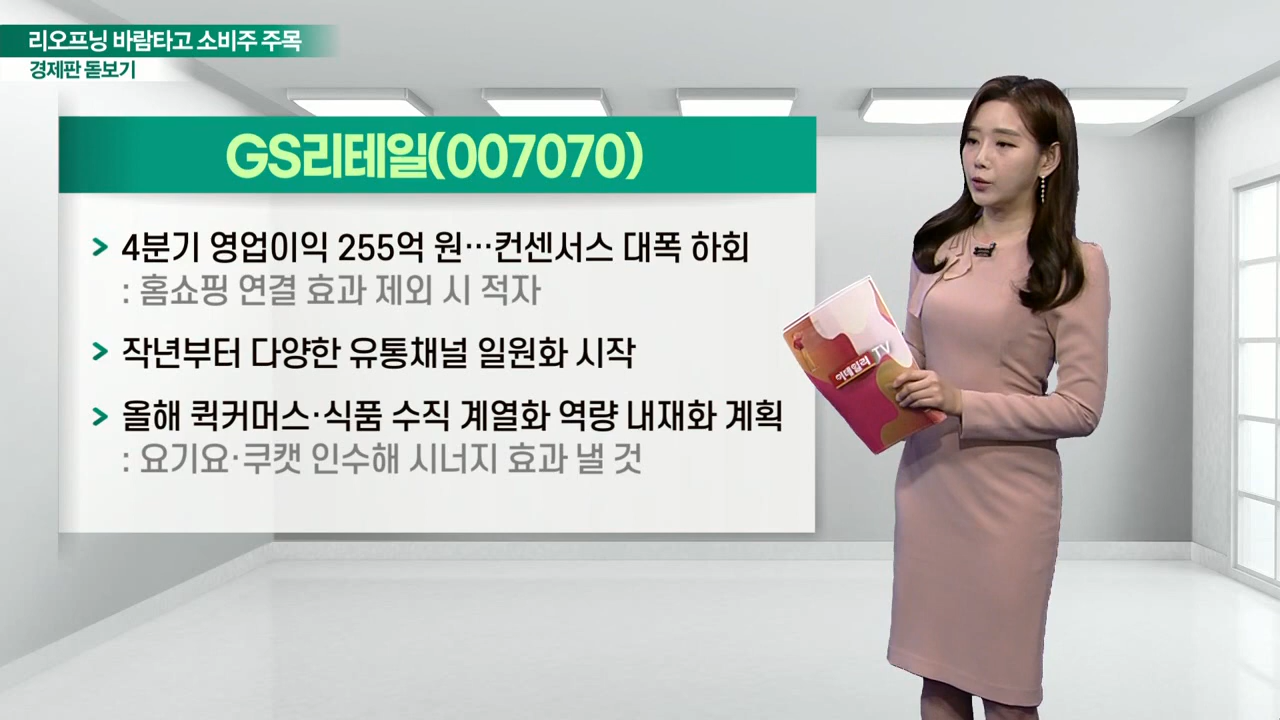 리오프닝 바람타고 소비주 주목
경제판 돋보기
GS리테일(007070)
> 4분기 영업이익 255억 원…컨센서스 대폭 하회
: 홈쇼핑 연결 효과 제외 시 적자
> 작년부터 다양한 유통채널 일원화 시작
> 올해 퀵커머스·식품 수직 계열화 역량 내재화 계획
: 요기요·쿠캣 인수해 시너지 효과 낼 것
이데일리 TV